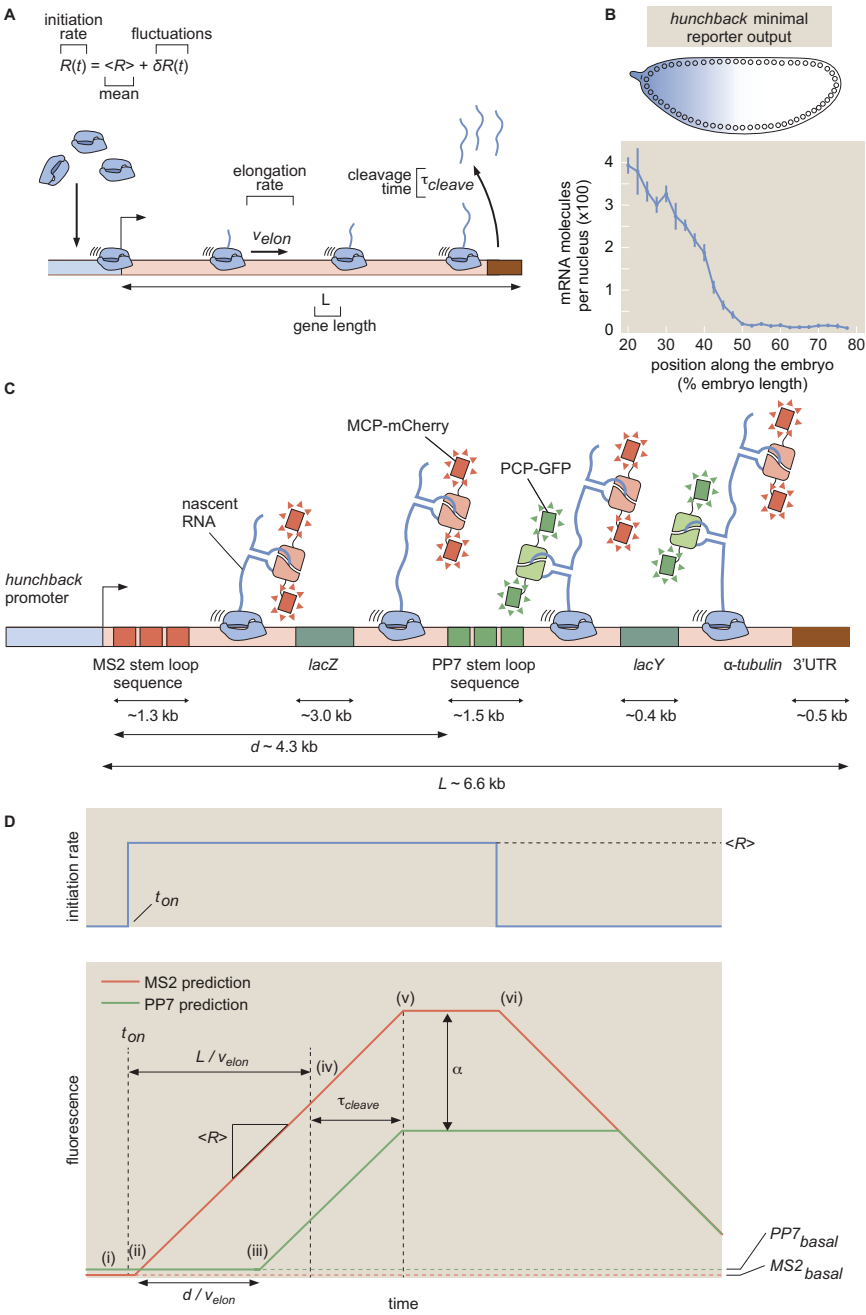 A
initiation
rate
fluctuations
R(t) = <R> + δR(t)
mean
elongation
rate
v_elon
cleavage
time
τ_cleave
L
gene length
B
hunchback minimal
reporter output
4
3
2
1
0
mRNA molecules
per nucleus (x100)
20 30 40 50 60 70 80
position along the embryo
(% embryo length)
C
MCP-mCherry
PCP-GFP
nascent
RNA
hunchback
promoter
MS2 stem loop
sequence
lacZ
PP7 stem loop
sequence
lacY
α-tubulin 3'UTR
~1.3 kb
~3.0 kb
~1.5 kb
~0.4 kb
~0.5 kb
d ~ 4.3 kb
L ~ 6.6 kb
D
initiation rate
t_on
<R>
MS2 prediction
PP7 prediction
t_on
(v)
(vi)
L / v_elon
(iv)
α
τ_cleave
<R>
fluorescence
(i)
(ii)
(iii)
PP7_basal
MS2_basal
d / v_elon
time